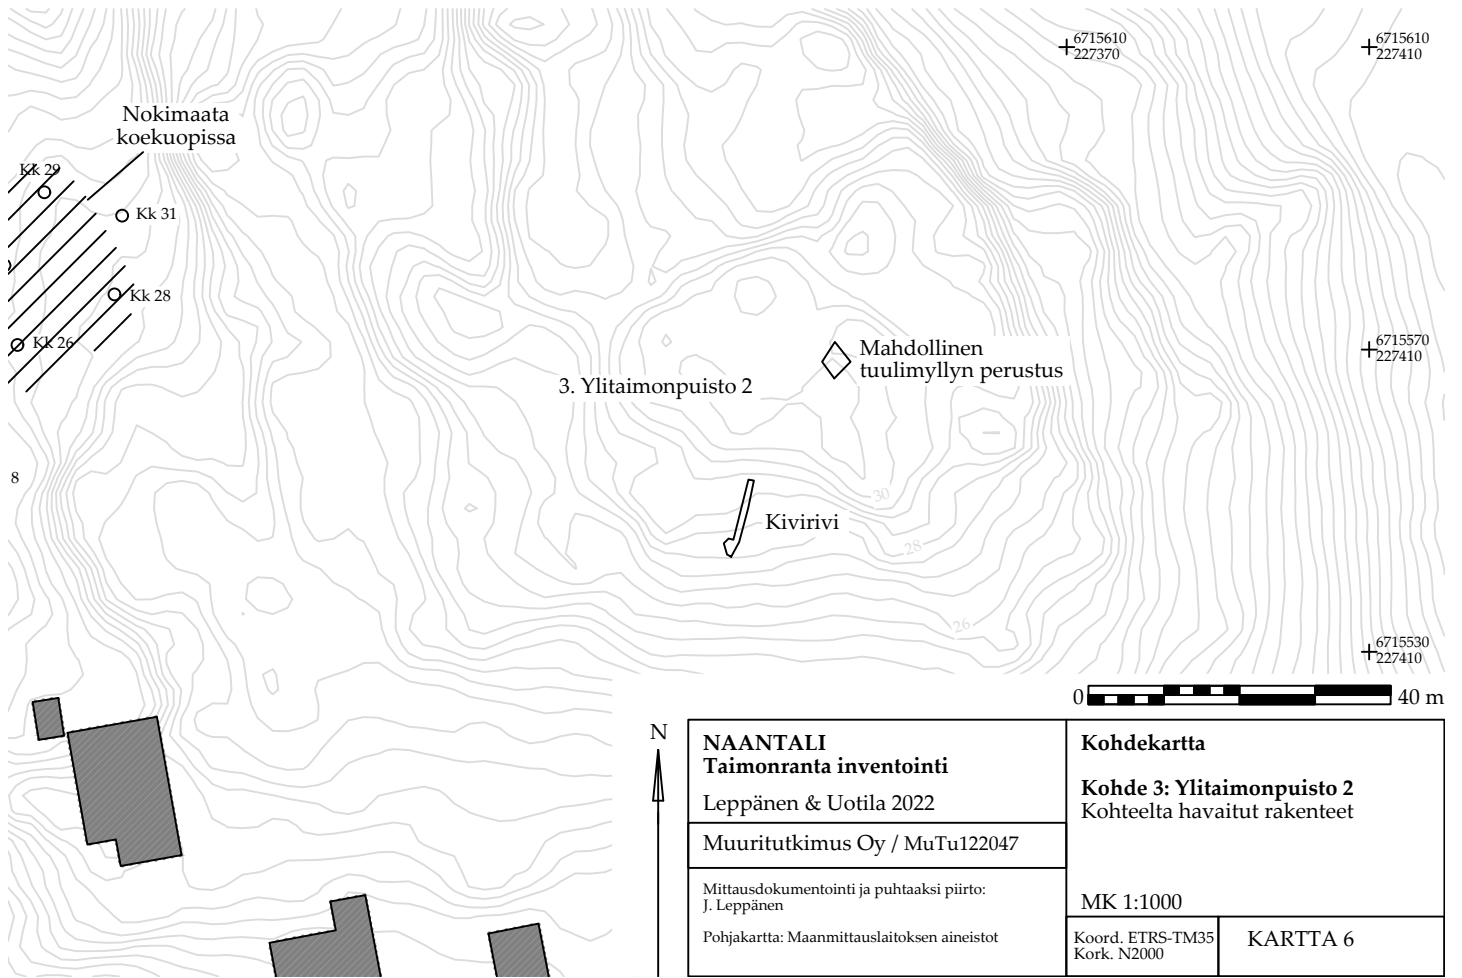 6715610
227370
6715610
227410
Nokimaata
koekuopissa
Kk 29
Kk 31
Kk 28
Kk 26
Mahdollinen
tuulimyllyn perustus
6715570
227410
3. Ylitaimonpuisto 2
8
30
Kivirivi
28
26
6715530
227410
0
40 m
N
NAANTALI
Taimonranta inventointi
Leppänen & Uotila 2022
Muuritutkimus Oy / MuTu122047
Mittausdokumentointi ja puhtaaksi piirto:
J. Leppänen
Pohjakartta: Maanmittauslaitoksen aineistot
Kohdekartta
Kohde 3: Ylitaimonpuisto 2
Kohteelta havaitut rakenteet
MK 1:1000
Koord. ETRS-TM35
Kork. N2000
KARTTA 6